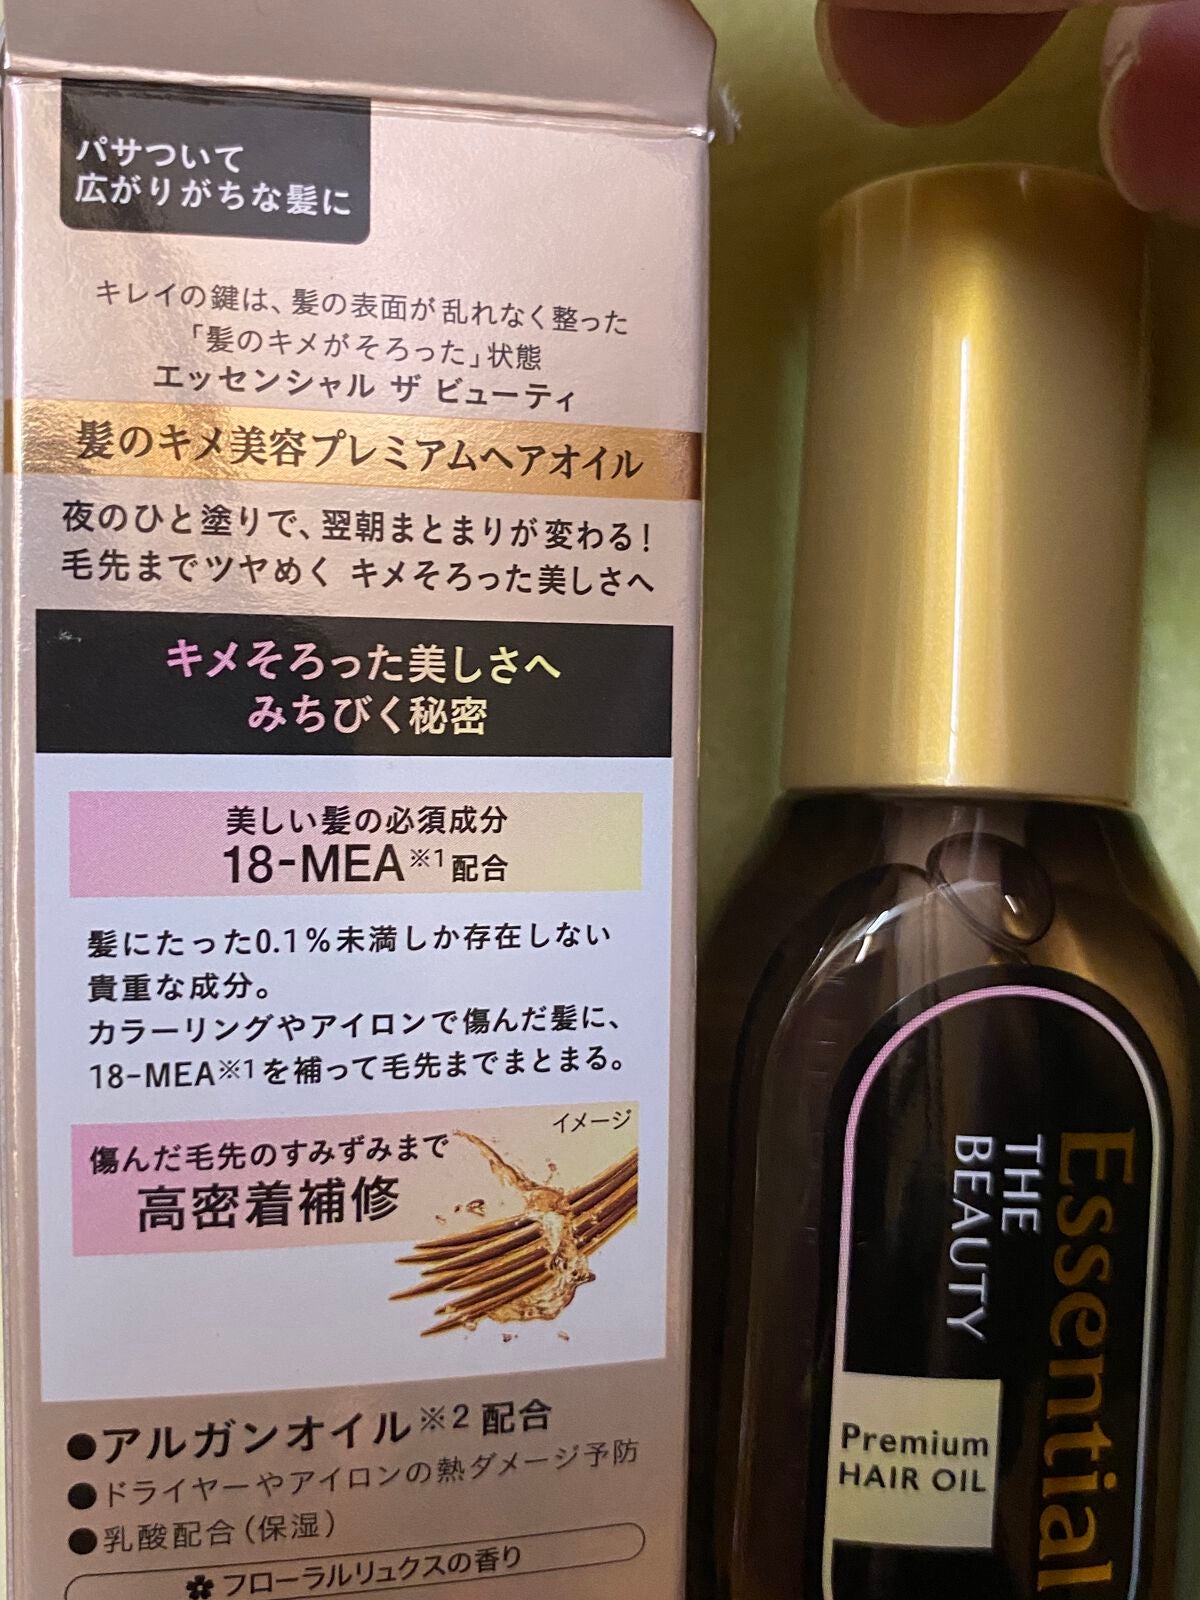 パサついて
広がりがちな髪に
キレイの鍵は、髪の表面が乱れなく整った
「髪のキメがそろった」状態
エッセンシャル ザ ビューティ
髪のキメ美容プレミアムヘアオイル
夜のひと塗りで、翌朝まとまりが変わる！
毛先までツヤめく キメそろった美しさへ
キメそろった美しさへ
みちびく秘密
美しい髪の必須成分
18-MEA※1配合
髪にたった0.1％未満しか存在しない
貴重な成分。
カラーリングやアイロンで傷んだ髪に、
18-MEA※1を補って毛先までまとまる。
イメージ
傷んだ毛先のすみずみまで
高密着補修
●アルガンオイル※2 配合
●ドライヤーやアイロンの熱ダメージ予防
●乳酸配合（保湿）
フローラルリュクスの香り
Essential
THE
BEAUTY
Premium
HAIR OIL